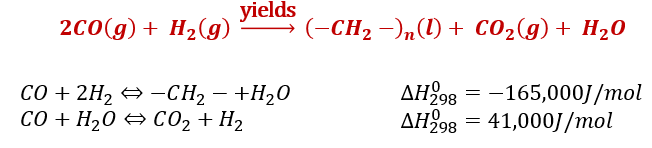 yields
2CO(g) + H₂(g) ⟶ (−CH₂ −)ₙ(l) + CO₂(g) + H₂O
CO + 2H₂ ⇔ −CH₂ − +H₂O ΔH⁰₂₉₈ = −165,000J/mol
CO + H₂O ⇔ CO₂ + H₂ ΔH⁰₂₉₈ = 41,000J/mol